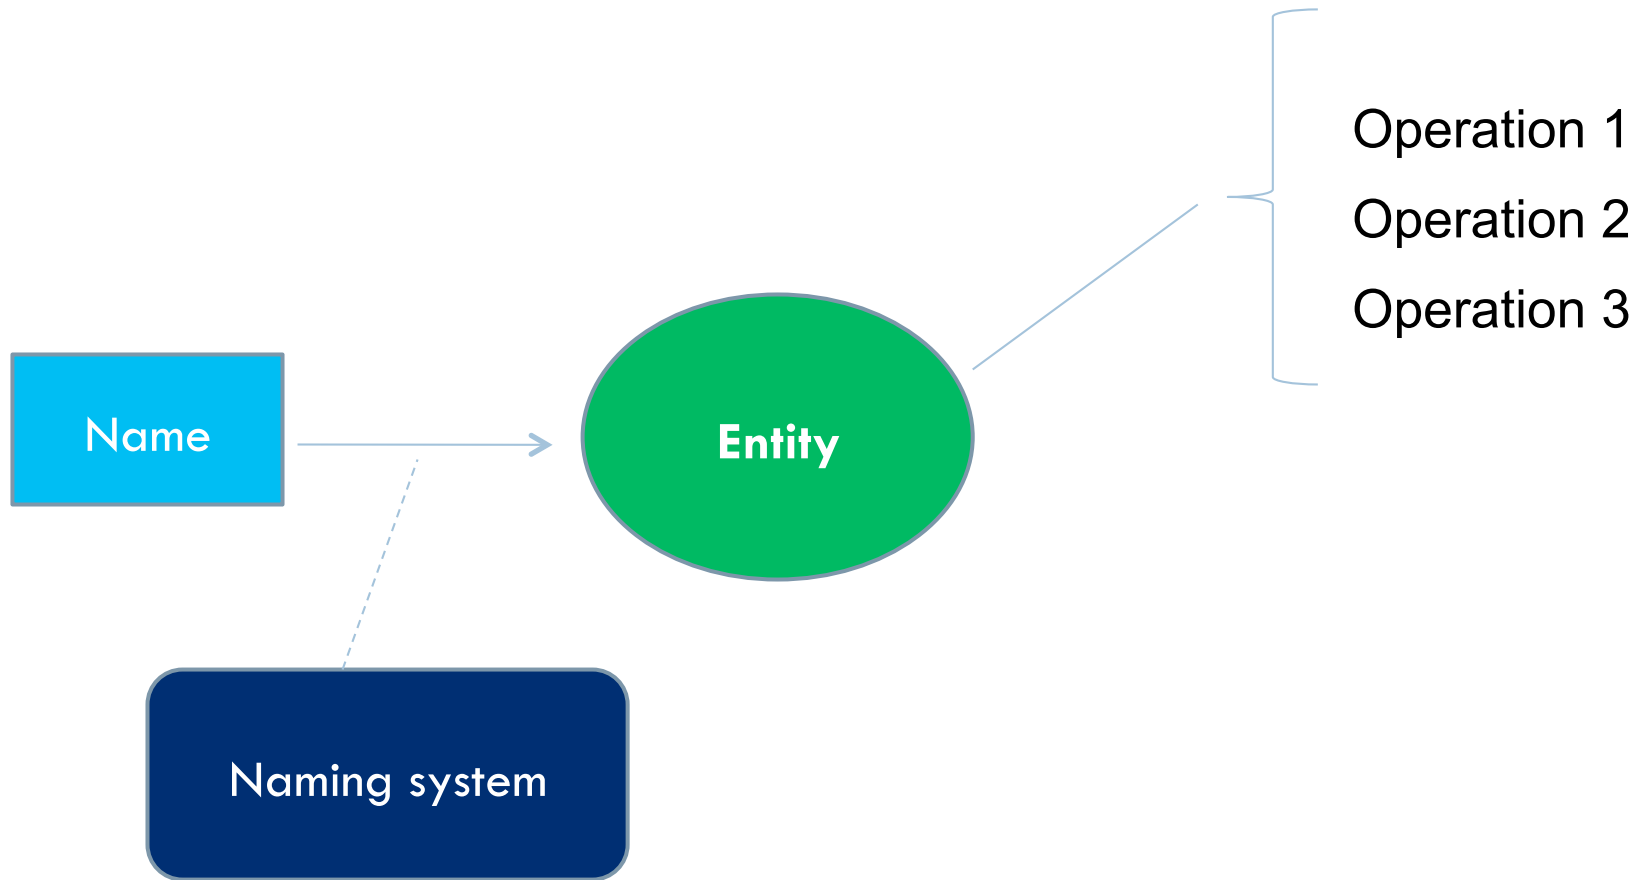 Operation 1
Operation 2
Operation 3
Name
Entity
Naming system